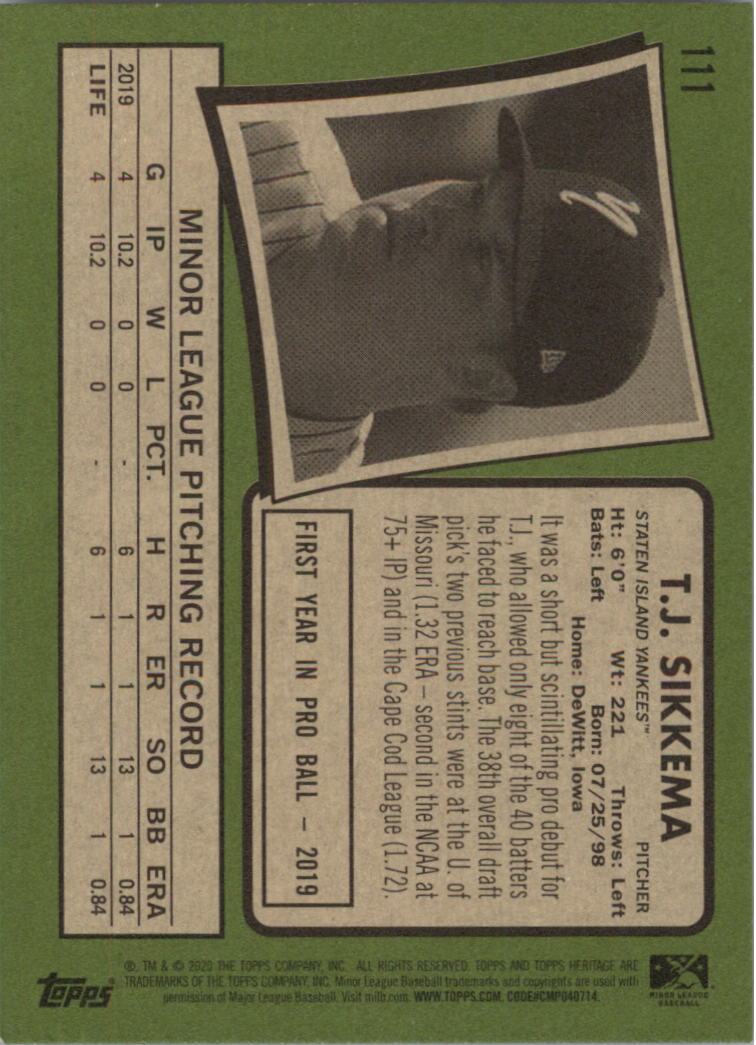 111
T.J. SIKKEMA
STATEN ISLAND YANKEES™ PITCHER
Ht: 6'0" Wt: 221 Throws: Left
Bats: Left Born: 07/25/98
Home: DeWitt, Iowa
It was a short but scintillating pro debut for
T.J., who allowed only eight of the 40 batters
he faced to reach base. The 38th overall draft
pick's two previous stints were at the U. of
Missouri (1.32 ERA – second in the NCAA at
75+ IP) and in the Cape Cod League (1.72).
FIRST YEAR IN PRO BALL – 2019
MINOR LEAGUE PITCHING RECORD
G IP W L PCT. H R ER SO BB ERA
2019 4 10.2 0 0 - 6 1 1 13 1 0.84
LIFE 4 10.2 0 0 - 6 1 1 13 1 0.84
MINOR LEAGUE
BASEBALL
®, TM & © 2020 THE TOPPS COMPANY, INC. ALL RIGHTS RESERVED. TOPPS AND TOPPS HERITAGE ARE
TRADEMARKS OF THE TOPPS COMPANY, INC. Minor League Baseball trademarks and copyrights are used with
permission of Major League Baseball. Visit milb.com. WWW.TOPPS.COM. CODE#CMP040714.
TOPPS